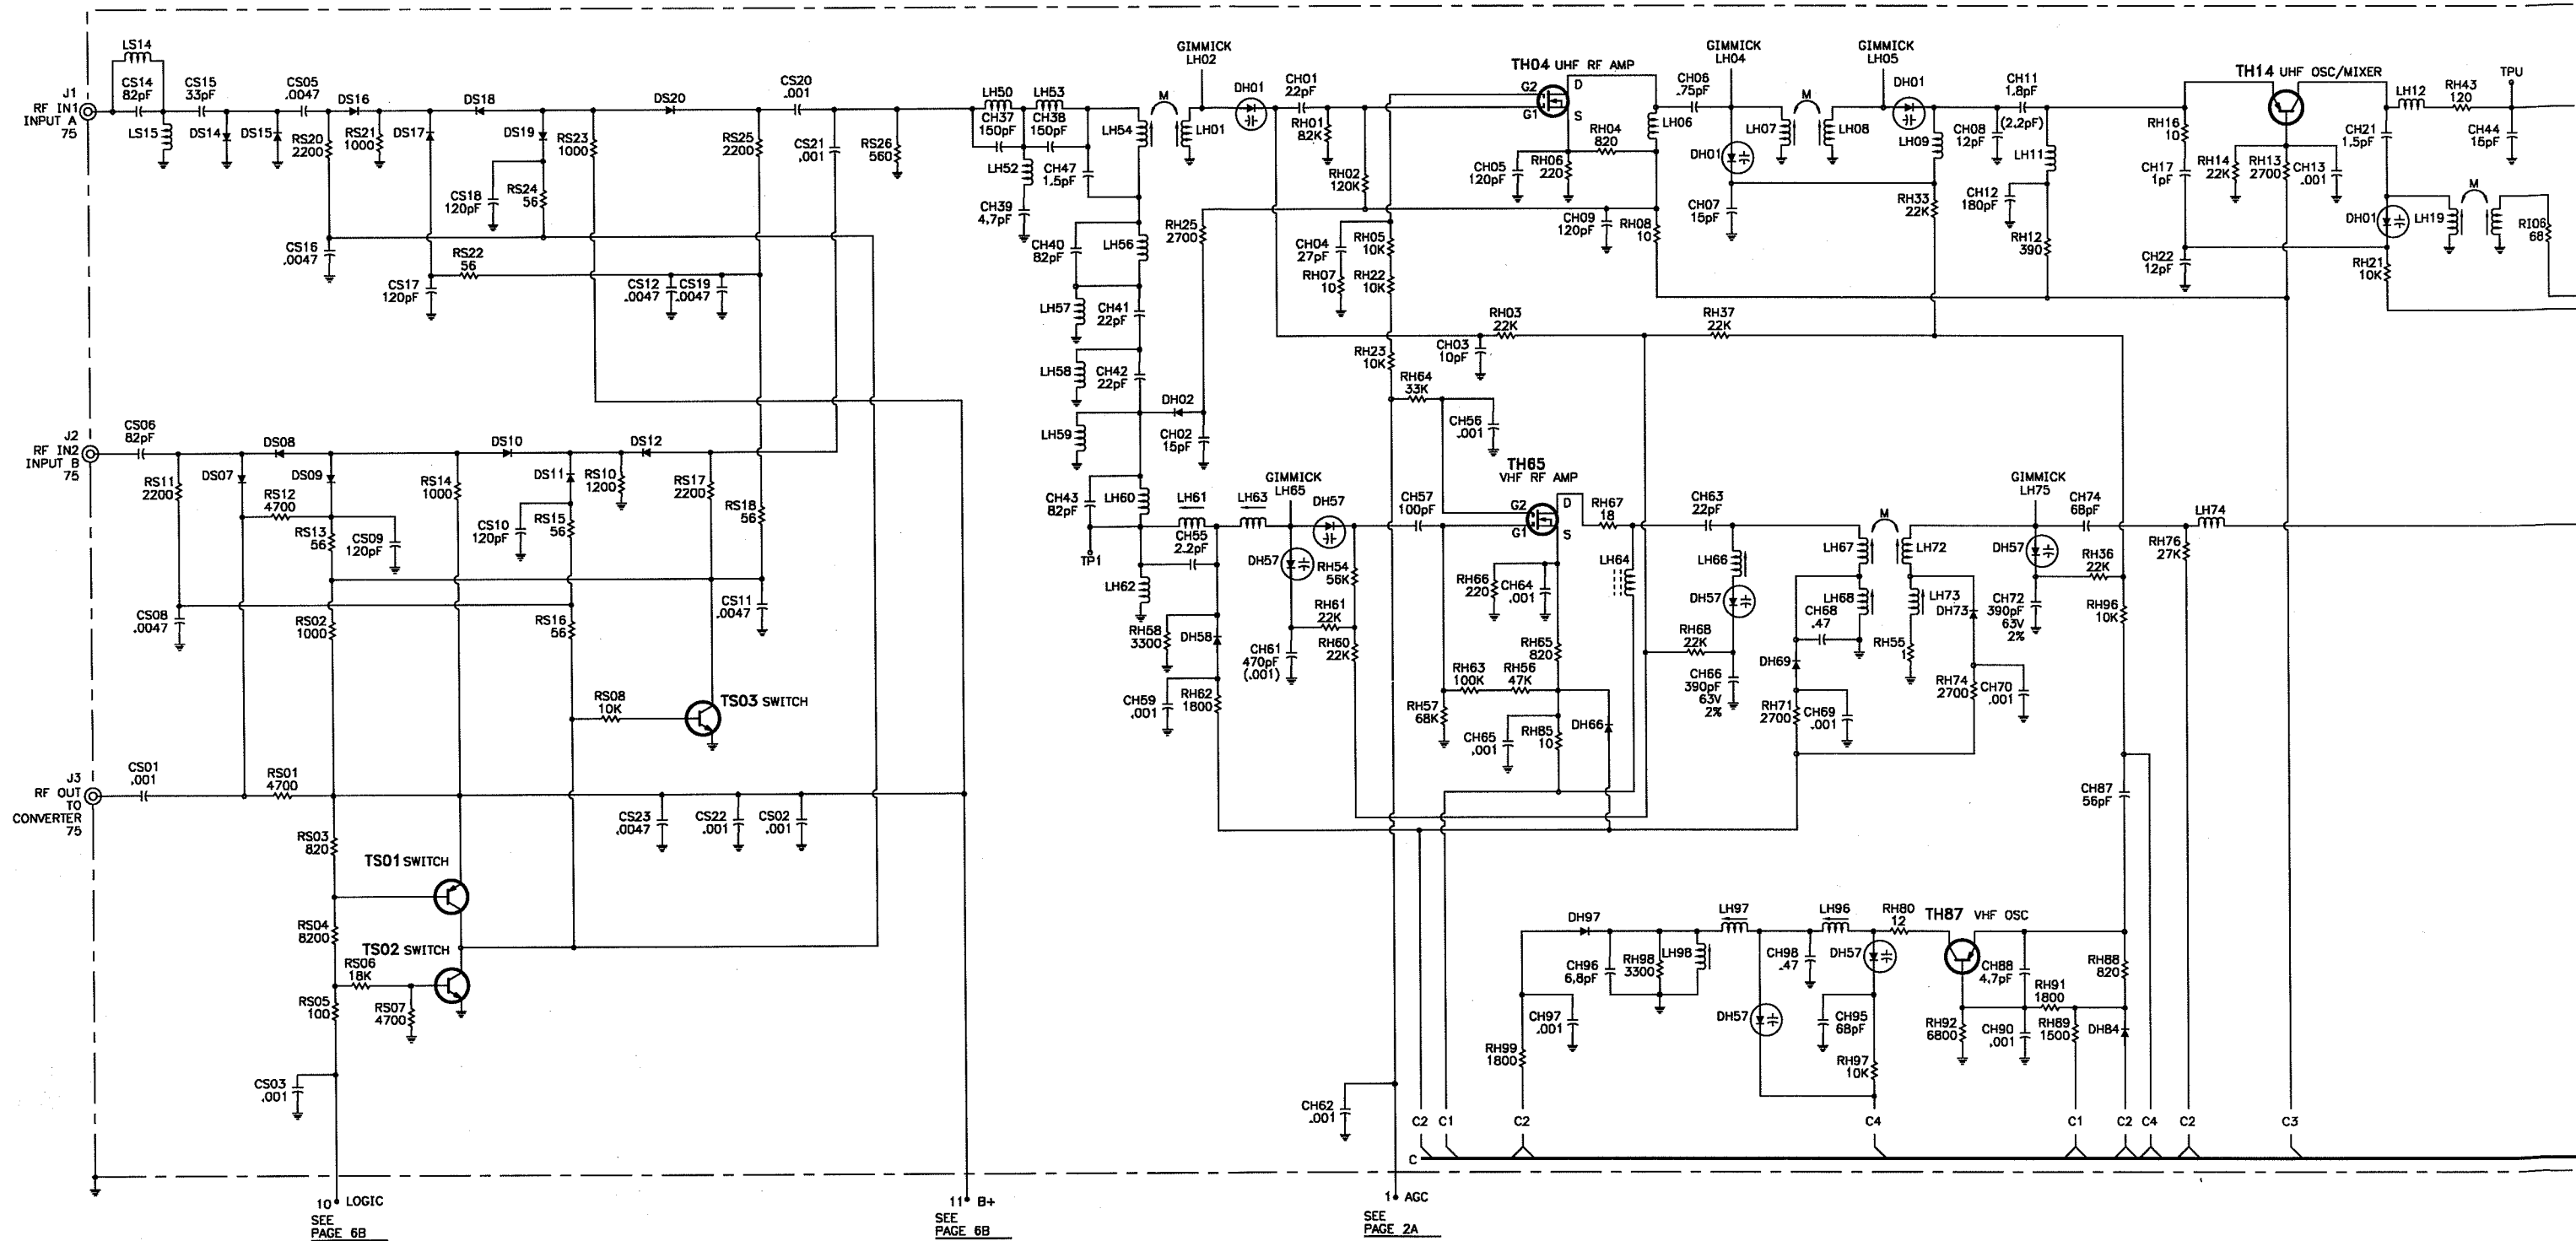 LS14
CS14
82pF
LS15
CS15
33pF
DS14
DS15
CS05
.0047
J1
RF IN1
INPUT A
75
DS16
RS20
2200
RS21
1000
DS17
DS18
DS19
RS23
1000
DS20
CS20
.001
RS25
2200
CS21
.001
RS26
560
CS18
120pF
RS24
56
CS16
.0047
RS22
56
CS17
120pF
CS12
.0047
CS19
.0047
LH50
CH37
150pF
LH53
CH38
150pF
LH52
CH47
1.5pF
CH39
4.7pF
LH54
M
LH01
GIMMICK
LH02
DH01
CH01
22pF
RH01
82K
RH02
120K
TH04 UHF RF AMP
G2
G1
D
S
CH05
120pF
RH06
220
RH04
820
LH06
CH06
.75pF
GIMMICK
LH04
DH01
LH07
M
LH08
GIMMICK
LH05
DH01
LH09
CH08
12pF
CH11
1.8pF
(2.2pF)
LH11
CH07
15pF
RH33
22K
CH12
180pF
RH12
390
TH14 UHF OSC/MIXER
RH16
10
CH17
1pF
RH14
22K
RH13
2700
CH13
.001
CH22
12pF
LH12
RH43
120
TPU
CH21
1.5pF
CH44
15pF
DH01
LH19
M
RI06
68
RH21
10K
CH40
82pF
LH56
RH25
2700
CH04
27pF
RH05
10K
RH07
10
RH22
10K
CH09
120pF
RH08
10
LH57
CH41
22pF
LH58
CH42
22pF
LH59
DH02
CH02
15pF
RH23
10K
CH03
10pF
RH03
22K
RH37
22K
RH64
33K
CH56
.001
J2
RF IN2
INPUT B
75
CS06
82pF
RS11
2200
DS07
DS08
DS09
RS12
4700
RS13
56
CS09
120pF
RS14
1000
DS10
DS11
RS10
1200
DS12
RS17
2200
RS18
56
CS10
120pF
RS15
56
CS08
.0047
RS02
1000
RS16
56
CS11
.0047
CH43
82pF
LH60
TP1
LH61
CH55
2.2pF
LH62
LH63
GIMMICK
LH65
DH57
DH57
RH54
56K
CH57
100pF
TH65
VHF RF AMP
G2
G1
D
S
RH67
18
RH66
220
CH64
.001
LH64
CH63
22pF
LH66
DH57
LH67
M
LH72
LH68
LH73
DH73
CH68
.47
GIMMICK
LH75
DH57
CH74
68pF
RH36
22K
CH72
390pF
63V
2%
RH96
10K
RH76
27K
LH74
RH58
3300
DH58
RH61
22K
CH61
470pF
(.001)
RH60
22K
CH59
.001
RH62
1800
RH57
68K
RH63
100K
RH56
47K
RH65
820
CH65
.001
RH85
10
DH66
RH68
22K
CH66
390pF
63V
2%
DH69
RH71
2700
CH69
.001
RH55
1
RH74
2700
CH70
.001
RS08
10K
TS03 SWITCH
J3
RF OUT
TO
CONVERTER
75
CS01
.001
RS01
4700
CS23
.0047
CS22
.001
CS02
.001
RS03
820
TS01 SWITCH
RS04
8200
TS02 SWITCH
RS06
18K
RS05
100
RS07
4700
CS03
.001
CH87
56pF
DH97
CH96
6.8pF
RH98
3300
LH98
LH97
LH96
CH98
.47
DH57
RH80
12
TH87 VHF OSC
CH88
4.7pF
RH88
820
RH91
1800
CH97
.001
RH99
1800
DH57
CH95
68pF
RH97
10K
RH92
6800
CH90
.001
RH89
1500
DH84
CH62
.001
C2
C1
C2
C4
C1
C2
C4
C2
C3
C
10 LOGIC
SEE
PAGE 6B
11 B+
SEE
PAGE 6B
1 AGC
SEE
PAGE 2A